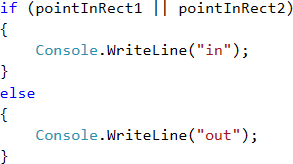 if (pointInRect1 || pointInRect2)
{
    Console.WriteLine("in");
}
else
{
    Console.WriteLine("out");
}